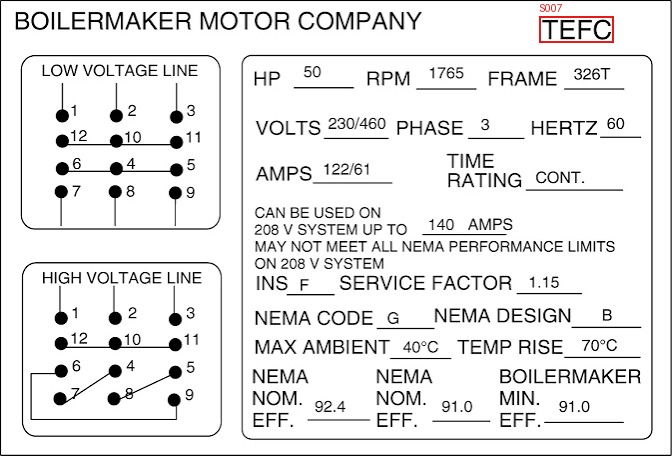 BOILERMAKER MOTOR COMPANY
S007
TEFC
LOW VOLTAGE LINE
1 2 3
12 10 11
6 4 5
7 8 9
HIGH VOLTAGE LINE
1 2 3
12 10 11
6 4 5
7 8 9
HP 50 RPM 1765 FRAME 326T
VOLTS 230/460 PHASE 3 HERTZ 60
AMPS 122/61 TIME
RATING CONT.
CAN BE USED ON
208 V SYSTEM UP TO 140 AMPS
MAY NOT MEET ALL NEMA PERFORMANCE LIMITS
ON 208 V SYSTEM
INS F SERVICE FACTOR 1.15
NEMA CODE G NEMA DESIGN B
MAX AMBIENT 40°C TEMP RISE 70°C
NEMA
NOM.
EFF. 92.4
NEMA
NOM.
EFF. 91.0
BOILERMAKER
MIN.
EFF. 91.0